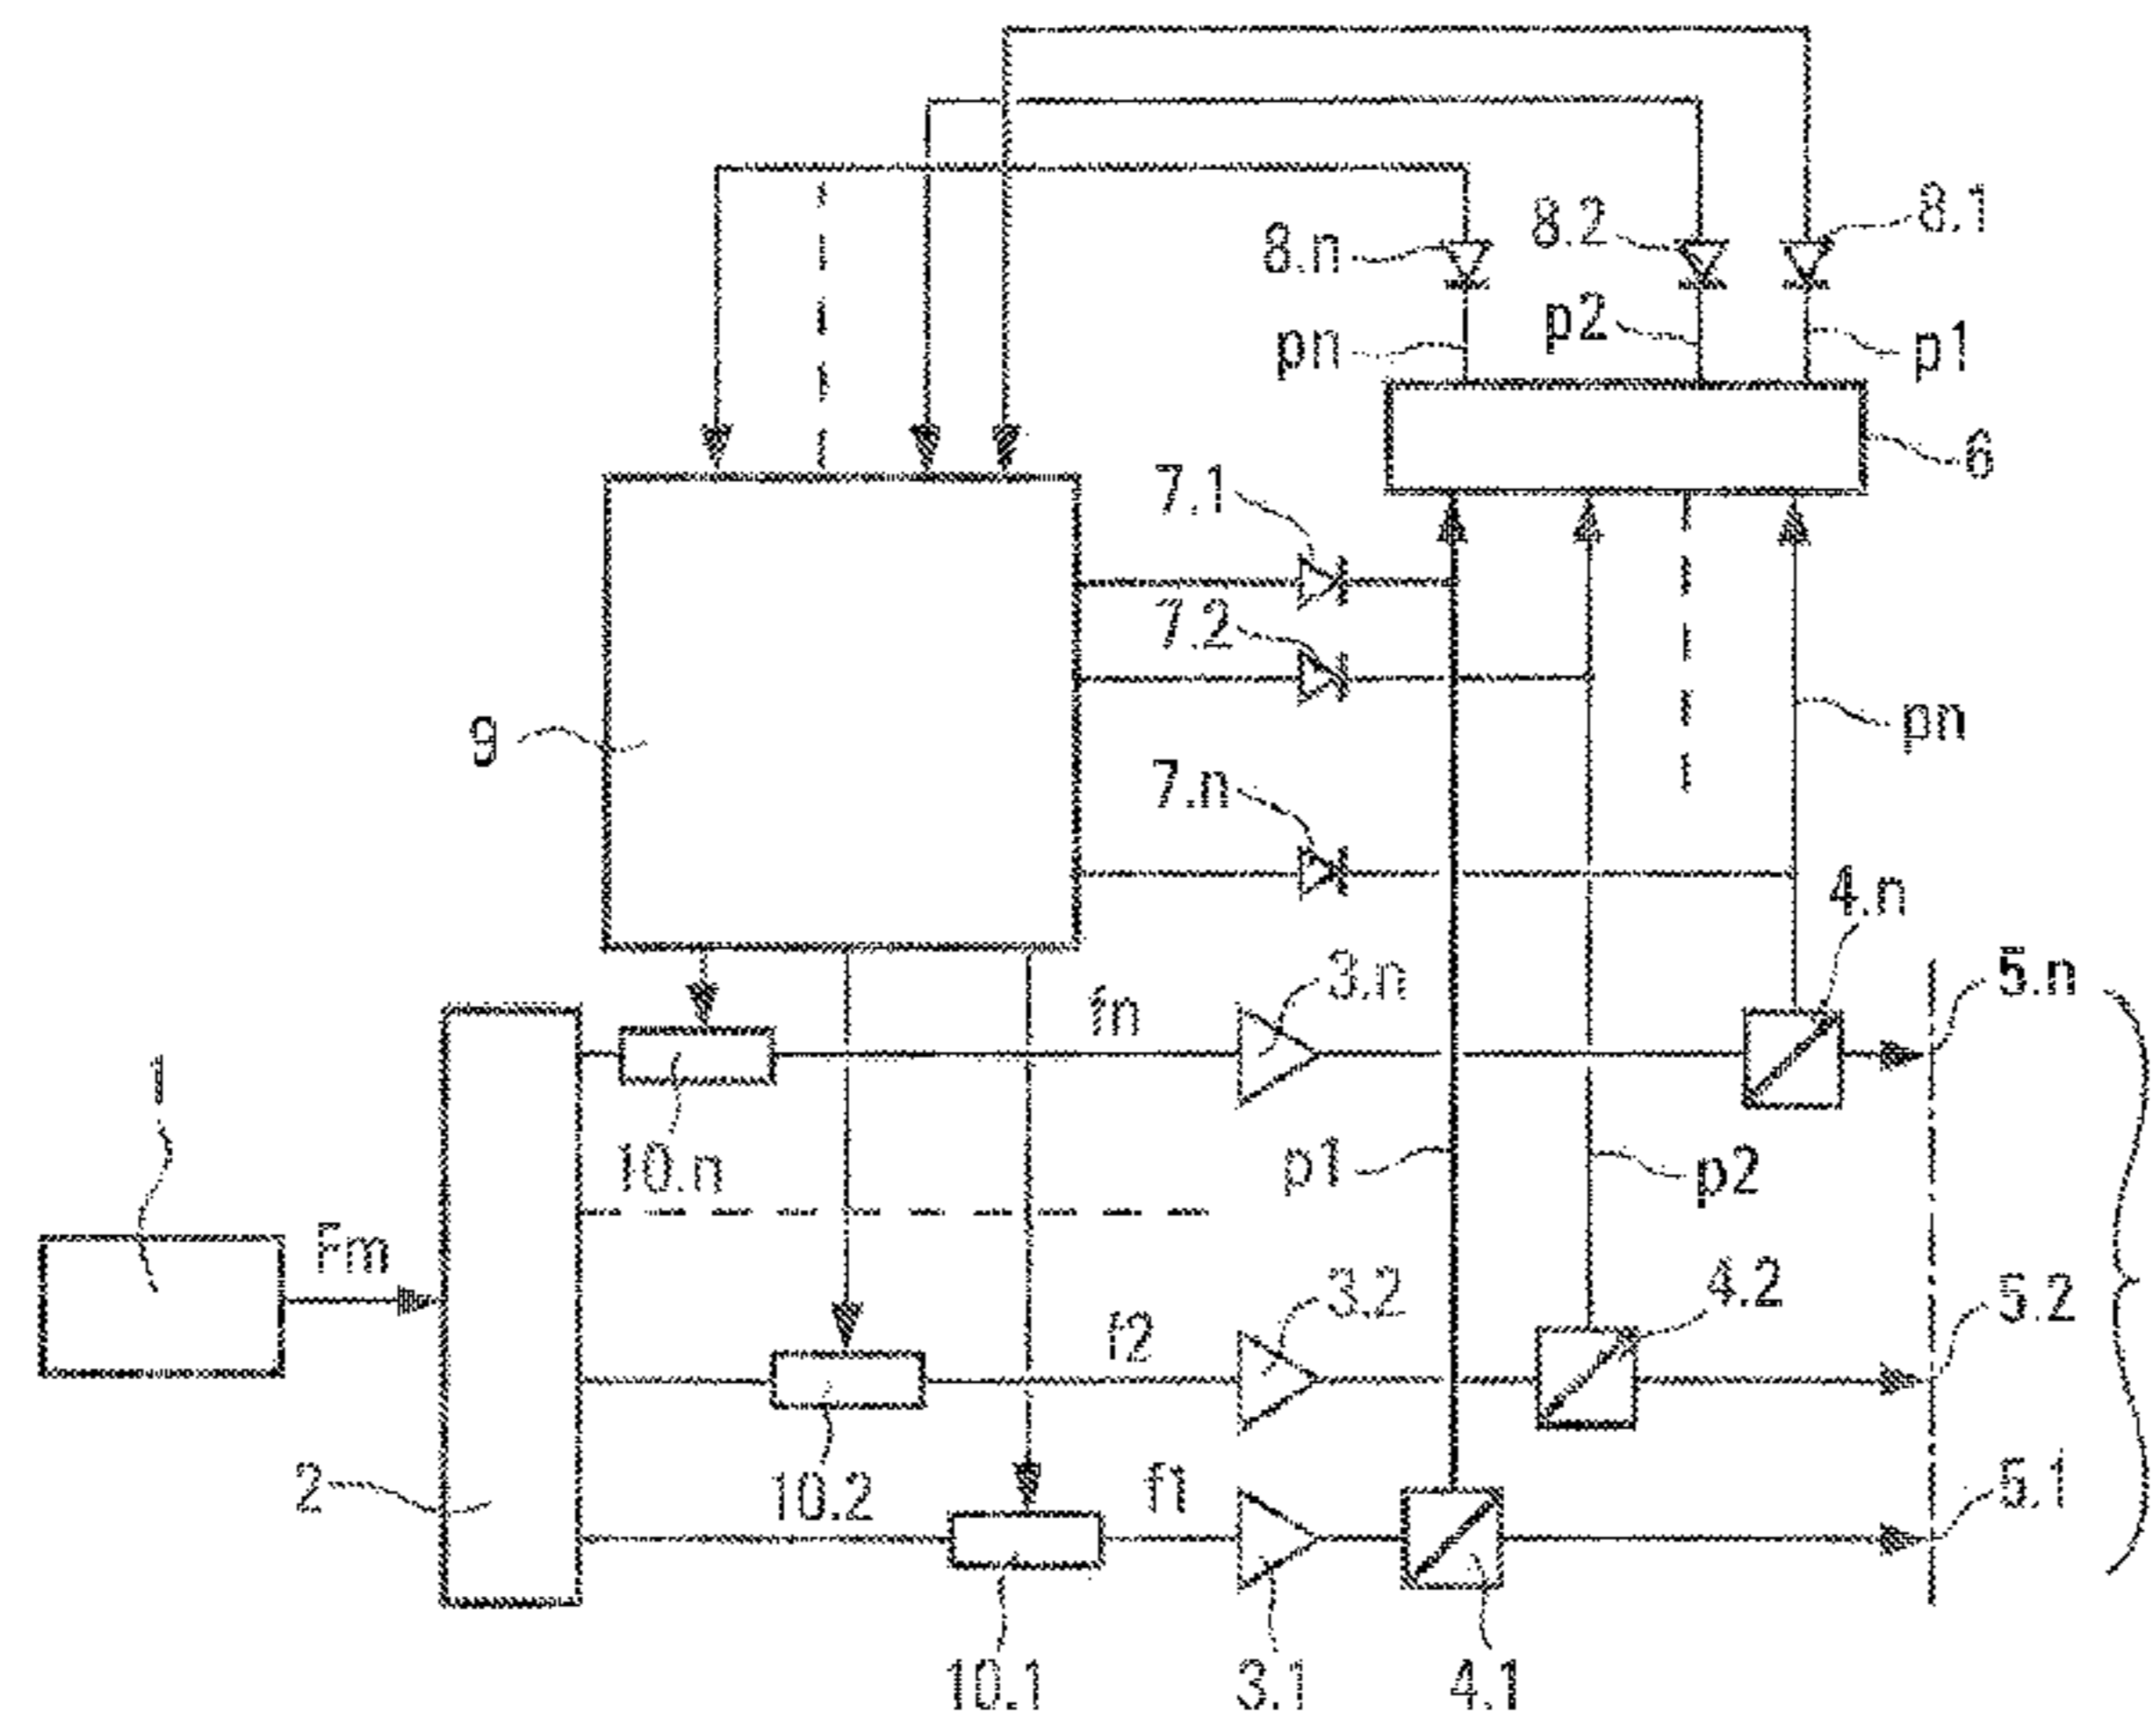 8.n 8.2 8.1
pn p2 p1
6
7.1
7.2
9 pn
7.n
4.n
fn 3.n 5.n
1
10.n p1 p2
Fm
3.2 4.2 5.2
f2
2 10.2 f1 5.1
10.1 3.1 4.1